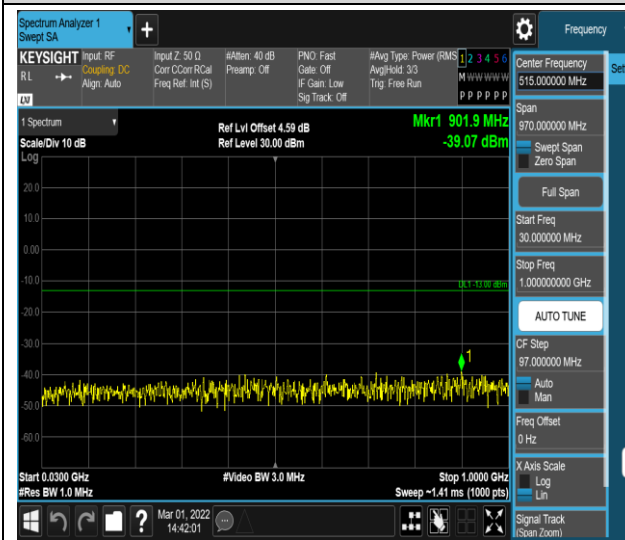 Spectrum Analyzer 1
Swept SA
+
Frequency
KEYSIGHT
RL
LXI
Input: RF
Coupling: DC
Align: Auto
Input Z: 50 Ω
Corr CCorr RCal
Freq Ref: Int (S)
#Atten: 40 dB
Preamp: Off
PNO: Fast
Gate: Off
IF Gain: Low
Sig Track: Off
#Avg Type: Power (RMS
Avg|Hold: 3/3
Trig: Free Run
1 2 3 4 5 6
M W W W W W
P P P P P P
1 Spectrum
Scale/Div 10 dB
Log
Ref Lvl Offset 4.59 dB
Ref Level 30.00 dBm
Mkr1 901.9 MHz
-39.07 dBm
20.0
10.0
0.00
-10.0
DL1 -13.00 dBm
-20.0
-30.0
1
-40.0
-50.0
-60.0
Start 0.0300 GHz
#Video BW 3.0 MHz
Stop 1.0000 GHz
#Res BW 1.0 MHz
Sweep ~1.41 ms (1000 pts)
?
Mar 01, 2022
14:42:01
Center Frequency
515.000000 MHz
Set
Span
970.000000 MHz
Swept Span
Zero Span
Full Span
Start Freq
30.000000 MHz
Stop Freq
1.000000000 GHz
AUTO TUNE
CF Step
97.000000 MHz
Auto
Man
Freq Offset
0 Hz
X Axis Scale
Log
Lin
Signal Track
(Span Zoom)